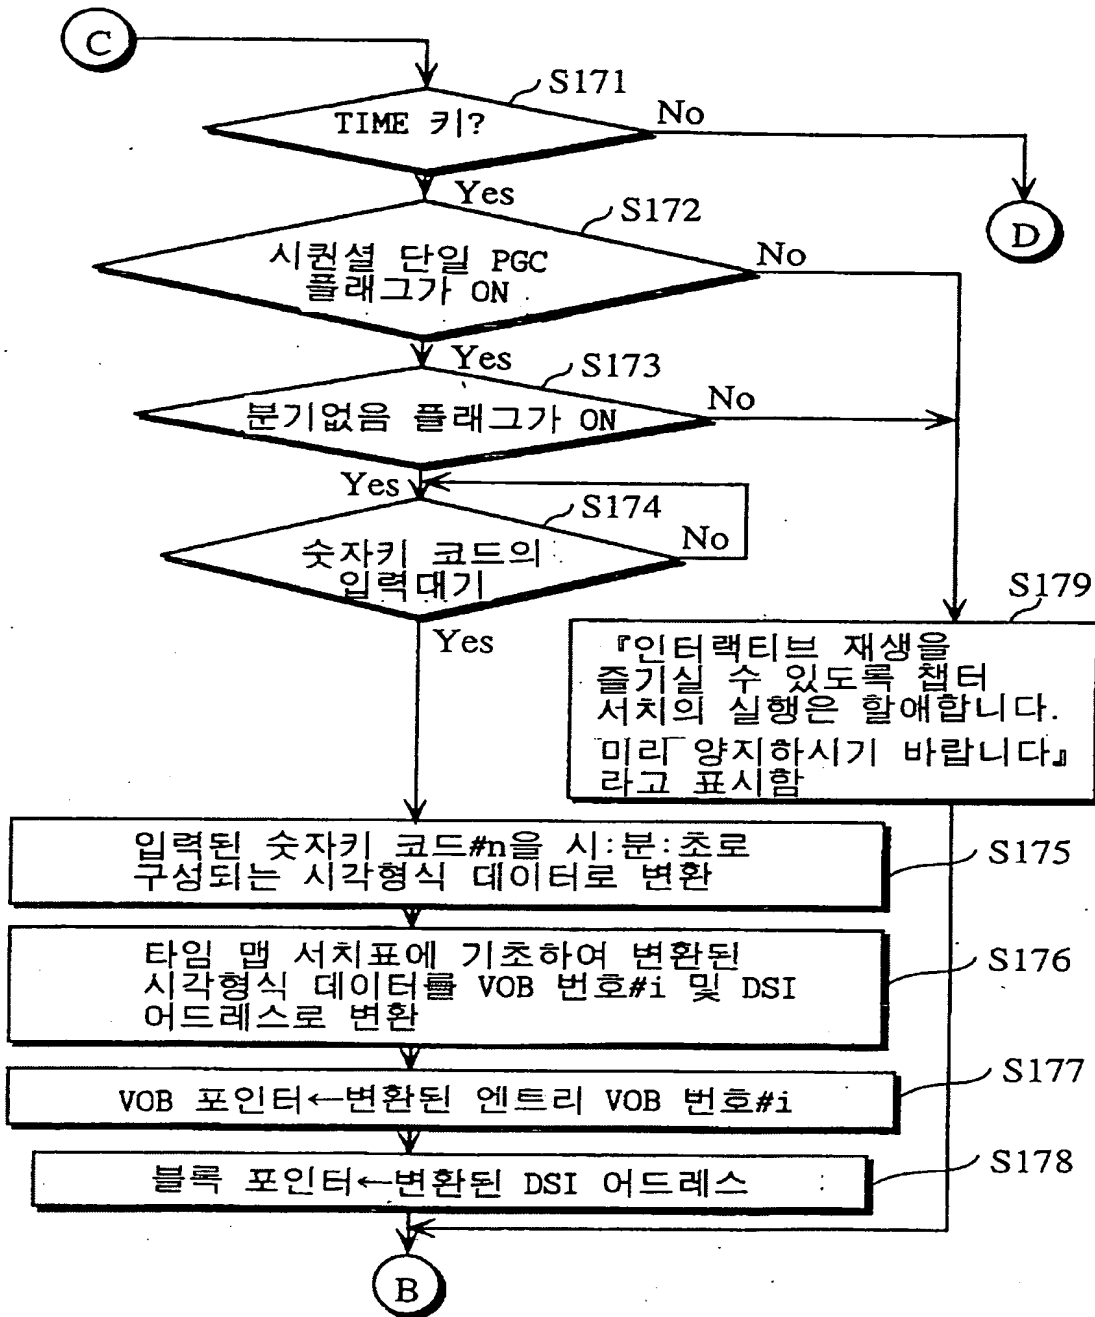 C
S171
TIME 키?
No
Yes
S172
D
시퀀셜 단일 PGC
플래그가 ON
No
Yes
S173
분기없음 플래그가 ON
No
Yes
S174
숫자키 코드의
입력대기
No
Yes
S179
『인터랙티브 재생을
즐기실 수 있도록 챕터
서치의 실행은 할애합니다.
미리 양지하시기 바랍니다』
라고 표시함
입력된 숫자키 코드#n을 시:분:초로
구성되는 시각형식 데이터로 변환
S175
타임 맵 서치표에 기초하여 변환된
시각형식 데이터를 VOB 번호#i 및 DSI
어드레스로 변환
S176
VOB 포인터←변환된 엔트리 VOB 번호#i
S177
블록 포인터←변환된 DSI 어드레스
S178
B